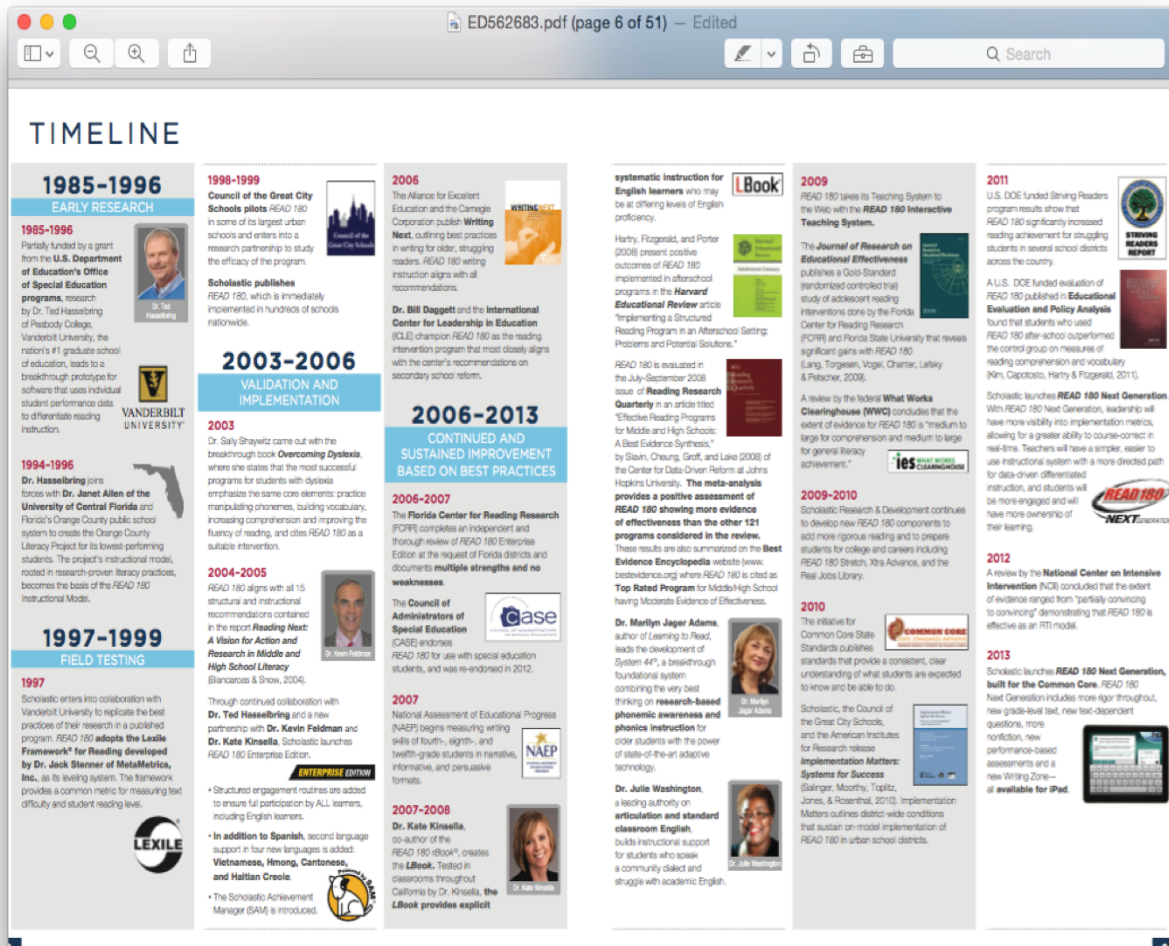 ED562683.pdf (page 6 of 51) — Edited
Search
TIMELINE
1985–1996
EARLY RESEARCH
1985-1996
Partially funded by a grant
from the U.S. Department
of Education's Office
of Special Education
programs, research
by Dr. Ted Hasselbring
of Peabody College,
Vanderbilt University, the
nation's #1 graduate school
of education, leads to a
breakthrough prototype for
software that uses individual
student performance data
to differentiate reading
instruction.
Dr. Ted
Hasselbring
VANDERBILT
UNIVERSITY
1994-1996
Dr. Hasselbring joins
forces with Dr. Janet Allen of the
University of Central Florida and
Florida's Orange County public school
system to create the Orange County
Literacy Project for its lowest-performing
students. The project's instructional model,
rooted in research-proven literacy practices,
becomes the basis of the READ 180
Instructional Model.
1997–1999
FIELD TESTING
1997
Scholastic enters into collaboration with
Vanderbilt University to replicate the best
practices of their research in a published
program. READ 180 adopts the Lexile
Framework® for Reading developed
by Dr. Jack Stenner of MetaMetrics,
Inc., as its leveling system. The framework
provides a common metric for measuring text
difficulty and student reading level.
LEXILE
1998-1999
Council of the Great City
Schools pilots READ 180
in some of its largest urban
schools and enters into a
research partnership to study
the efficacy of the program.
Council of the
Great City Schools
Scholastic publishes
READ 180, which is immediately
implemented in hundreds of schools
nationwide.
2003–2006
VALIDATION AND
IMPLEMENTATION
2003
Dr. Sally Shaywitz came out with the
breakthrough book Overcoming Dyslexia,
where she states that the most successful
programs for students with dyslexia
emphasize the same core elements: practice
manipulating phonemes, building vocabulary,
increasing comprehension and improving the
fluency of reading, and cites READ 180 as a
suitable intervention.
2004-2005
READ 180 aligns with all 15
structural and instructional
recommendations contained
in the report Reading Next:
A Vision for Action and
Research in Middle and
High School Literacy
(Biancarosa & Snow, 2004).
Dr. Kevin Feldman
Through continued collaboration with
Dr. Ted Hasselbring and a new
partnership with Dr. Kevin Feldman and
Dr. Kate Kinsella, Scholastic launches
READ 180 Enterprise Edition.
ENTERPRISE EDITION
• Structured engagement routines are added
to ensure full participation by ALL learners,
including English learners.
• In addition to Spanish, second language
support in four new languages is added:
Vietnamese, Hmong, Cantonese,
and Haitian Creole.
• The Scholastic Achievement
Manager (SAM) is introduced.
Powered by SAM
2006
The Alliance for Excellent
Education and the Carnegie
Corporation publish Writing
Next, outlining best practices
in writing for older, struggling
readers. READ 180 writing
instruction aligns with all
recommendations.
WRITING NEXT
Dr. Bill Daggett and the International
Center for Leadership in Education
(ICLE) champion READ 180 as the reading
intervention program that most closely aligns
with the center's recommendations on
secondary school reform.
2006–2013
CONTINUED AND
SUSTAINED IMPROVEMENT
BASED ON BEST PRACTICES
2006-2007
The Florida Center for Reading Research
(FCRR) completes an independent and
thorough review of READ 180 Enterprise
Edition at the request of Florida districts and
documents multiple strengths and no
weaknesses.
The Council of
Administrators of
Special Education
(CASE) endorses
READ 180 for use with special education
students, and was re-endorsed in 2012.
case
2007
National Assessment of Educational Progress
(NAEP) begins measuring writing
skills of fourth-, eighth-, and
twelfth-grade students in narrative,
informative, and persuasive
formats.
NAEP
2007-2008
Dr. Kate Kinsella,
co-author of the
READ 180 rBook®, creates
the LBook. Tested in
classrooms throughout
California by Dr. Kinsella, the
LBook provides explicit
Dr. Kate Kinsella
systematic instruction for
English learners who may
be at differing levels of English
proficiency.
LBook
Hartry, Fitzgerald, and Porter
(2008) present positive
outcomes of READ 180
implemented in afterschool
programs in the Harvard
Educational Review article
"Implementing a Structured
Reading Program in an Afterschool Setting:
Problems and Potential Solutions."
READ 180 is evaluated in
the July-September 2008
issue of Reading Research
Quarterly in an article titled
"Effective Reading Programs
for Middle and High Schools:
A Best Evidence Synthesis,"
by Slavin, Cheung, Groff, and Lake (2008) of
the Center for Data-Driven Reform at Johns
Hopkins University. The meta-analysis
provides a positive assessment of
READ 180 showing more evidence
of effectiveness than the other 121
programs considered in the review.
These results are also summarized on the Best
Evidence Encyclopedia website (www.
bestevidence.org) where READ 180 is cited as
Top Rated Program for Middle/High School
having Moderate Evidence of Effectiveness.
Dr. Marilyn Jager Adams,
author of Learning to Read,
leads the development of
System 44®, a breakthrough
foundational system
combining the very best
thinking on research-based
phonemic awareness and
phonics instruction for
older students with the power
of state-of-the-art adaptive
technology.
Dr. Marilyn
Jager Adams
Dr. Julie Washington,
a leading authority on
articulation and standard
classroom English,
builds instructional support
for students who speak
a community dialect and
struggle with academic English.
Dr. Julie Washington
2009
READ 180 takes its Teaching System to
the Web with the READ 180 Interactive
Teaching System.
The Journal of Research on
Educational Effectiveness
publishes a Gold-Standard
(randomized controlled trial)
study of adolescent reading
interventions done by the Florida
Center for Reading Research
(FCRR) and Florida State University that reveals
significant gains with READ 180
(Lang, Torgesen, Vogel, Chanter, Lefsky
& Petscher, 2009).
A review by the federal What Works
Clearinghouse (WWC) concludes that the
extent of evidence for READ 180 is "medium to
large for comprehension and medium to large
for general literacy
achievement."
ies WHAT WORKS
CLEARINGHOUSE
2009-2010
Scholastic Research & Development continues
to develop new READ 180 components to
add more rigorous reading and to prepare
students for college and careers including
READ 180 Stretch, Xtra Advance, and the
Real Jobs Library.
2010
The initiative for
Common Core State
Standards publishes
standards that provide a consistent, clear
understanding of what students are expected
to know and be able to do.
COMMON CORE
Scholastic, the Council of
the Great City Schools,
and the American Institutes
for Research release
Implementation Matters:
Systems for Success
(Salinger, Moorthy, Toplitz,
Jones, & Rosenthal, 2010). Implementation
Matters outlines district-wide conditions
that sustain on-model implementation of
READ 180 in urban school districts.
2011
U.S. DOE funded Striving Readers
program results show that
READ 180 significantly increased
reading achievement for struggling
students in several school districts
across the country.
STRIVING
READERS
REPORT
A U.S. DOE funded evaluation of
READ 180 published in Educational
Evaluation and Policy Analysis
found that students who used
READ 180 after-school outperformed
the control group on measures of
reading comprehension and vocabulary
(Kim, Capotosto, Hartry & Fitzgerald, 2011).
Scholastic launches READ 180 Next Generation.
With READ 180 Next Generation, leadership will
have more visibility into implementation metrics,
allowing for a greater ability to course-correct in
real-time. Teachers will have a simpler, easier to
use instructional system with a more directed path
for data-driven differentiated
instruction, and students will
be more engaged and will
have more ownership of
their learning.
READ 180
NEXT GENERATION
2012
A review by the National Center on Intensive
Intervention (NCII) concluded that the extent
of evidence ranged from "partially convincing
to convincing" demonstrating that READ 180 is
effective as an RTI model.
2013
Scholastic launches READ 180 Next Generation,
built for the Common Core. READ 180
Next Generation includes more rigor throughout,
new grade-level text, new text-dependent
questions, more
nonfiction, new
performance-based
assessments and a
new Writing Zone—
all available for iPad.